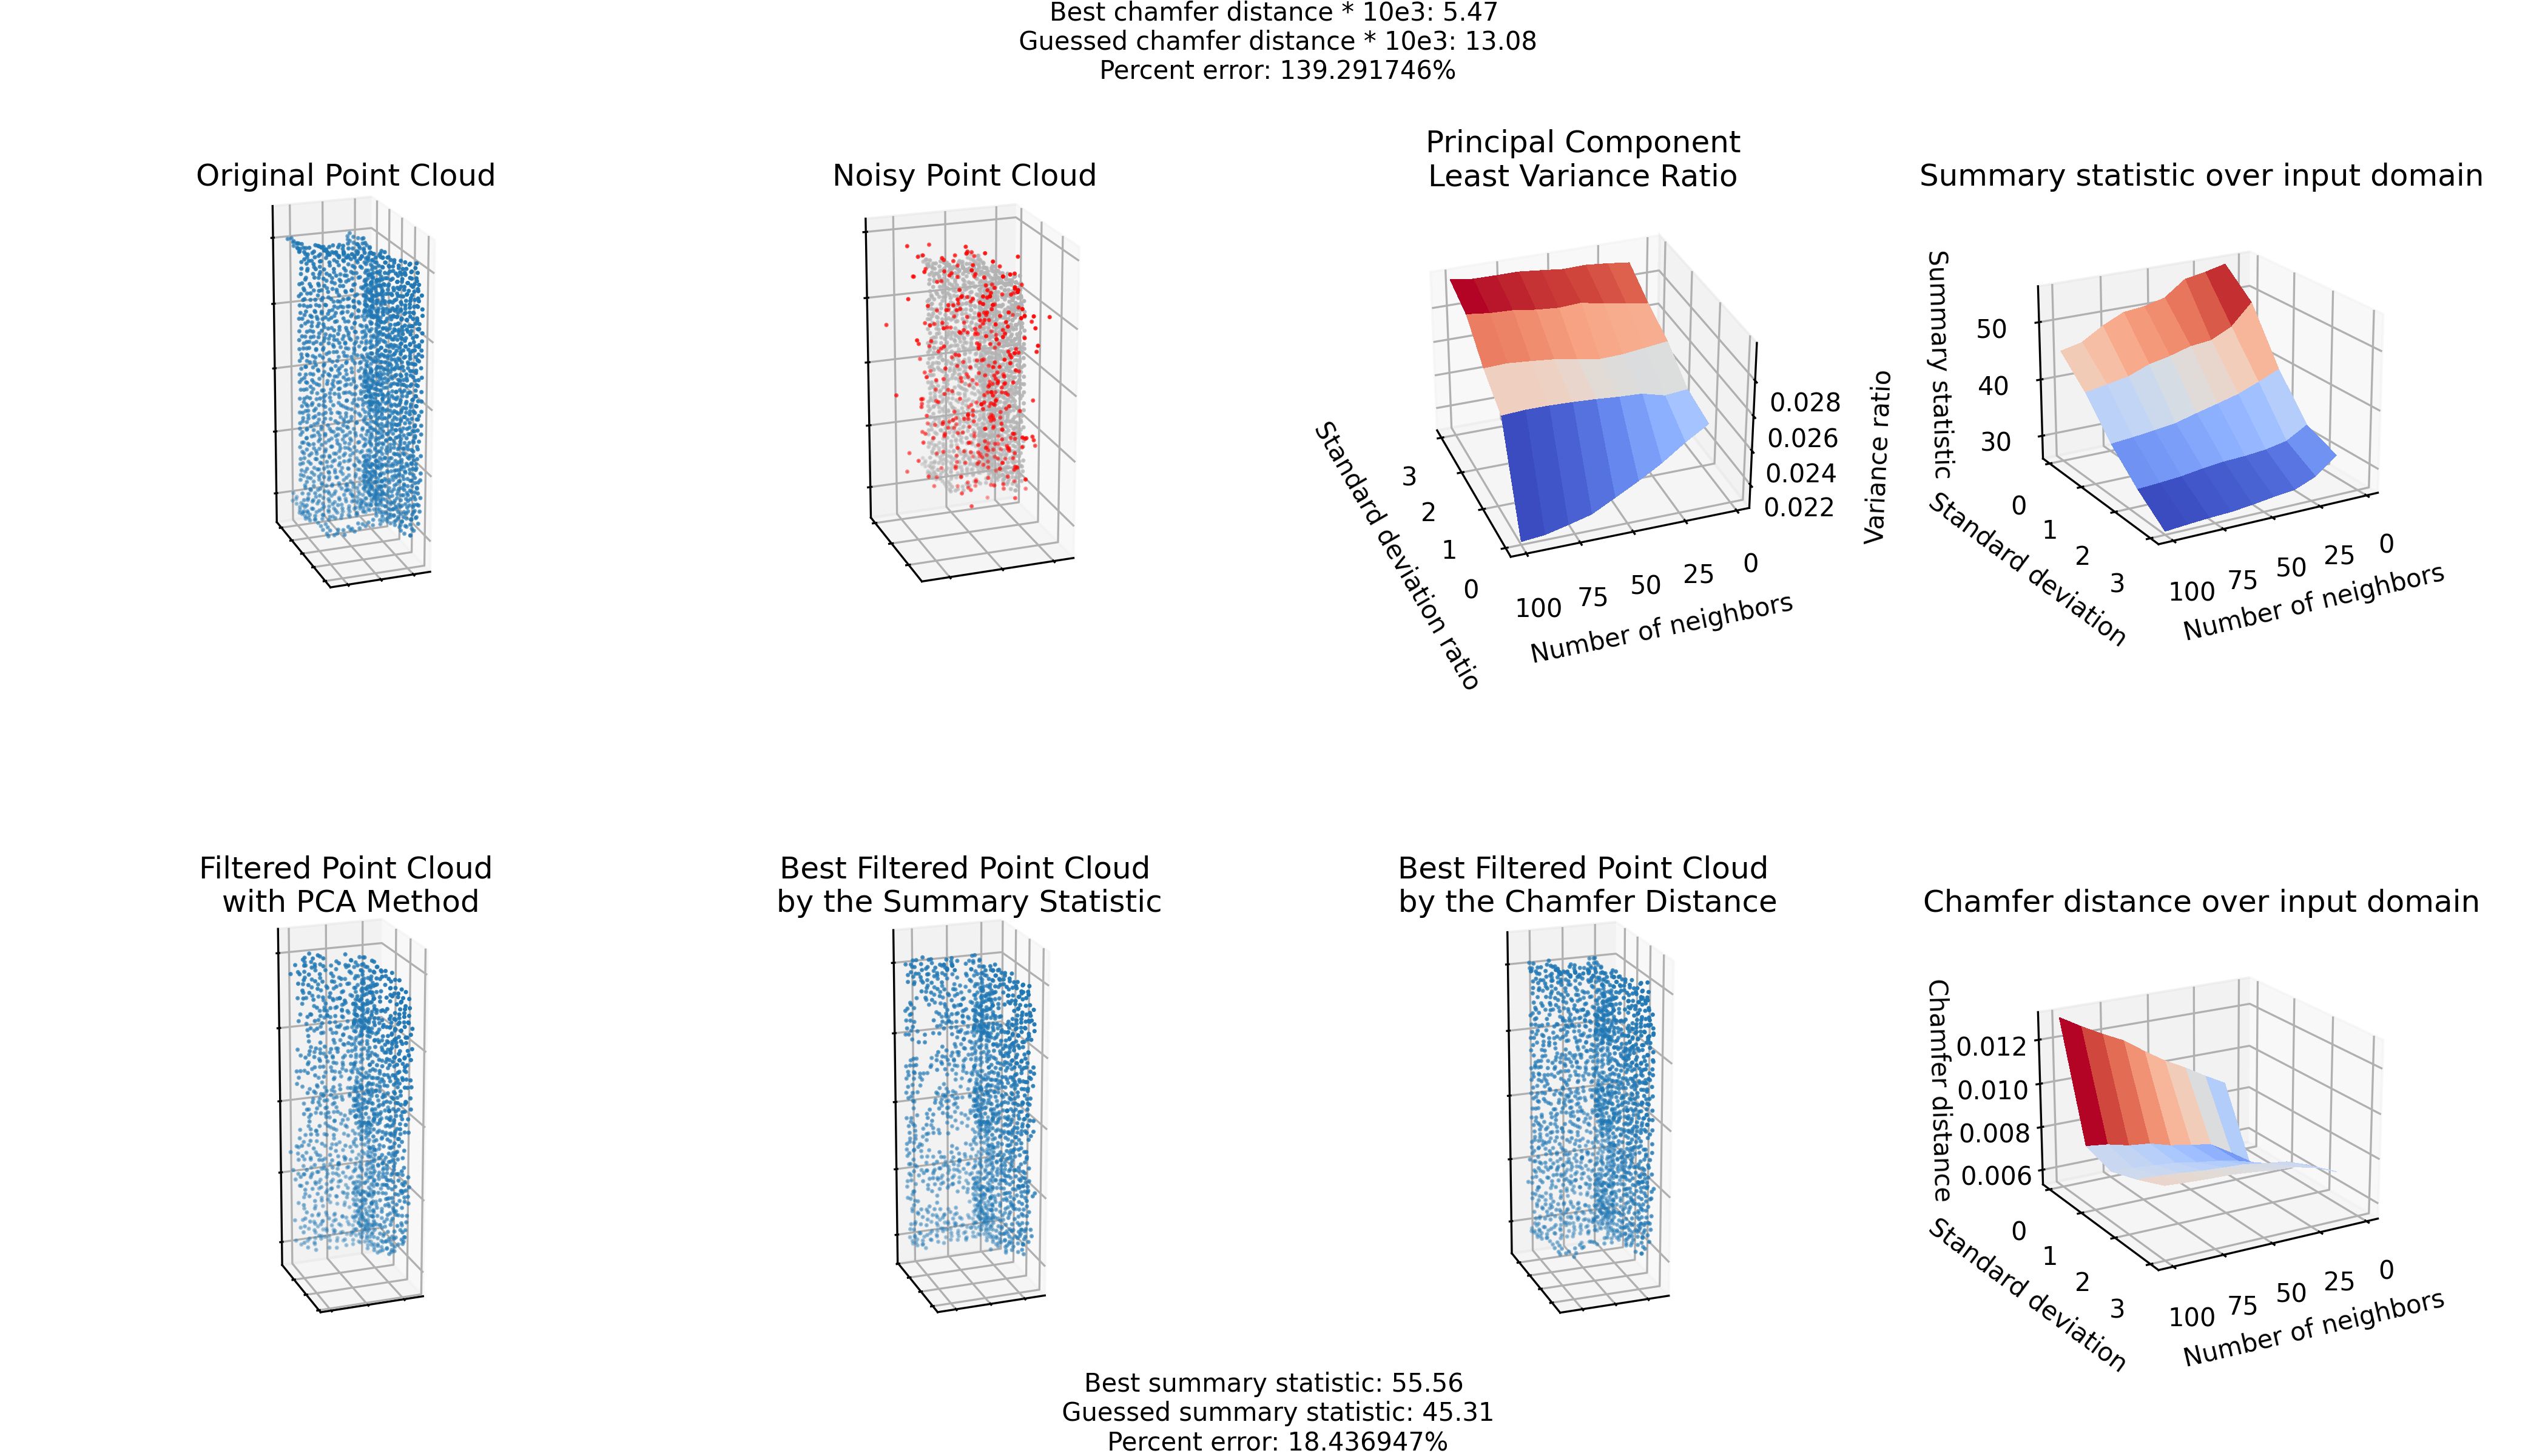 Best chamfer distance * 10e3: 5.47
Guessed chamfer distance * 10e3: 13.08
Percent error: 139.291746%
Original Point Cloud
Noisy Point Cloud
Principal Component
Least Variance Ratio
Standard deviation ratio
3
2
1
0
100
75
50
25
0
Number of neighbors
0.028
0.026
0.024
0.022
Variance ratio
Summary statistic over input domain
Summary statistic
50
40
30
Standard deviation
0
1
2
3
100
75
50
25
0
Number of neighbors
Filtered Point Cloud
with PCA Method
Best Filtered Point Cloud
by the Summary Statistic
Best Filtered Point Cloud
by the Chamfer Distance
Chamfer distance over input domain
Chamfer distance
0.012
0.010
0.008
0.006
Standard deviation
0
1
2
3
100
75
50
25
0
Number of neighbors
Best summary statistic: 55.56
Guessed summary statistic: 45.31
Percent error: 18.436947%